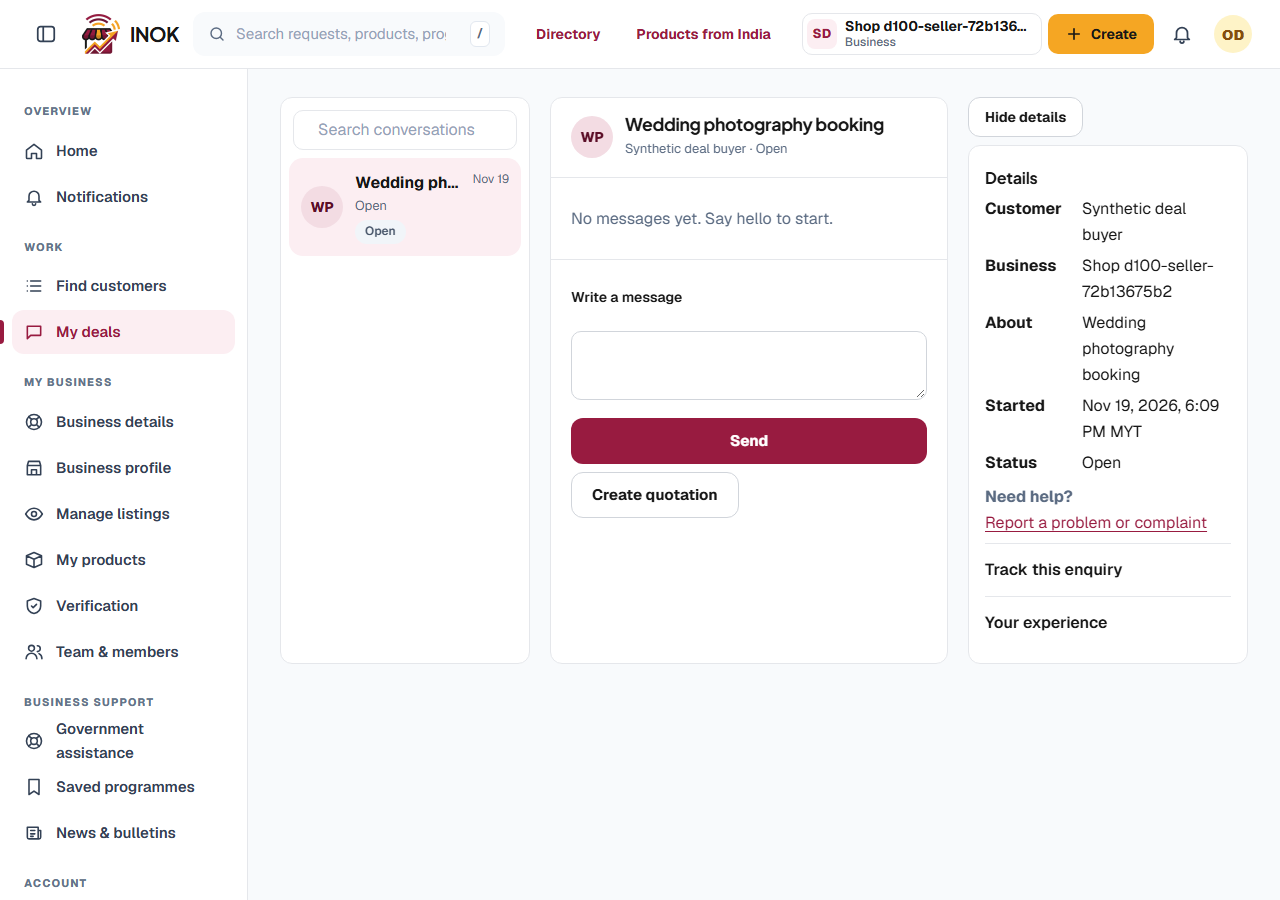 INOK
Search requests, products, pro
/
Directory
Products from India
SD
Shop d100-seller-72b136...
Business
Create
OD
OVERVIEW
Home
Notifications
WORK
Find customers
My deals
MY BUSINESS
Business details
Business profile
Manage listings
My products
Verification
Team & members
BUSINESS SUPPORT
Government
assistance
Saved programmes
News & bulletins
ACCOUNT
Search conversations
WP
Wedding ph...
Nov 19
Open
Open
WP
Wedding photography booking
Synthetic deal buyer · Open
No messages yet. Say hello to start.
Write a message
Send
Create quotation
Hide details
Details
Customer
Synthetic deal
buyer
Business
Shop d100-seller-
72b13675b2
About
Wedding
photography
booking
Started
Nov 19, 2026, 6:09
PM MYT
Status
Open
Need help?
Report a problem or complaint
Track this enquiry
Your experience